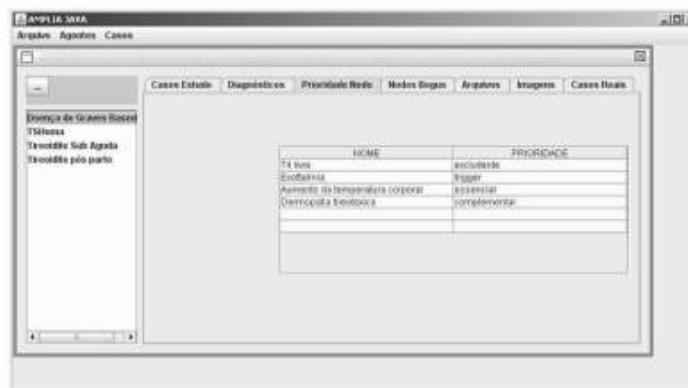 AMPLIA JAVA
Arquivo Agentes Casos
...
Casos Estudo Diagnósticos Prioridade Nodo Nodos Bogus Arquivos Imagens Casos Reais
Doença de Graves Based
Tireoidite Sub Aguda
Tireoidite pós parto
NOME PRIORIDADE
T4 livre excludente
Exoftalmia trigger
Aumento da temperatura corporal essencial
Dermopatia tireotóxica complementar